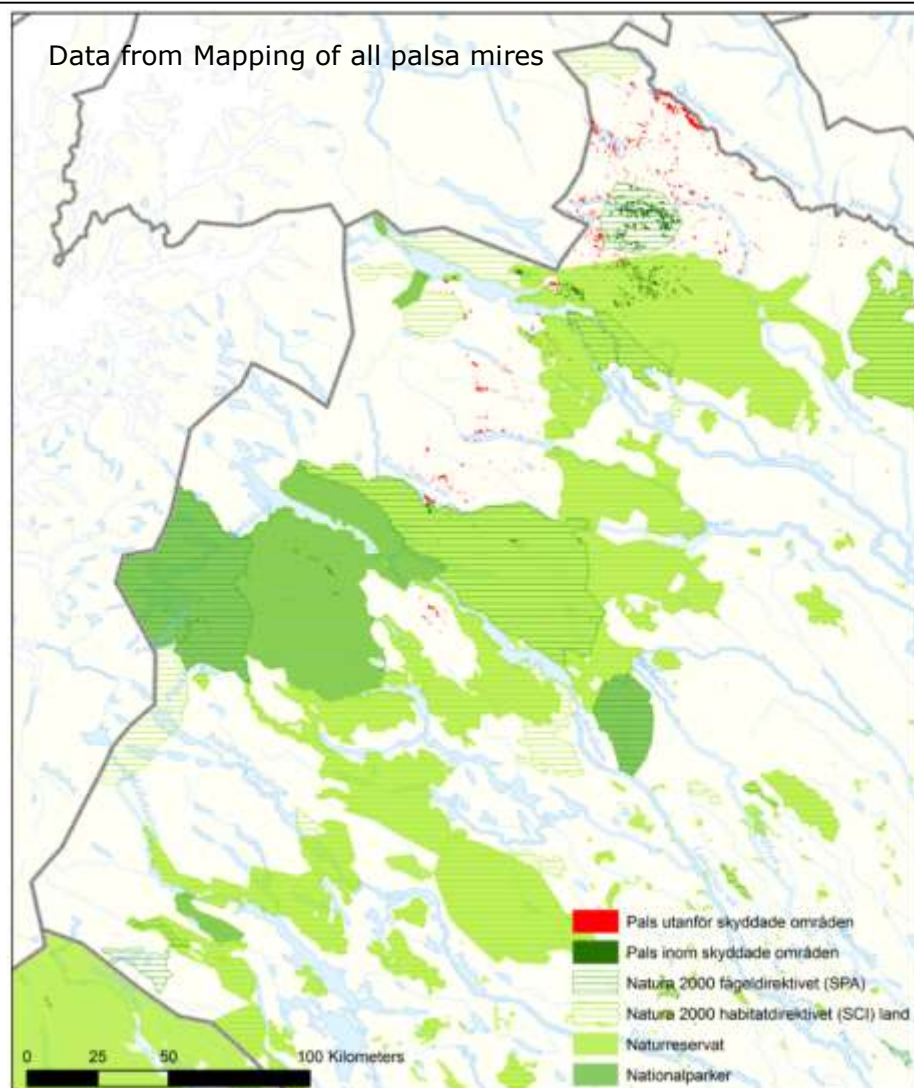 Data from Mapping of all palsa mires
Pals utanför skyddade områden
Pals inom skyddade områden
Natura 2000 fågeldirektivet (SPA)
Natura 2000 habitatdirektivet (SCI) land
Naturreservat
Nationalparker
0 25 50 100 Kilometers